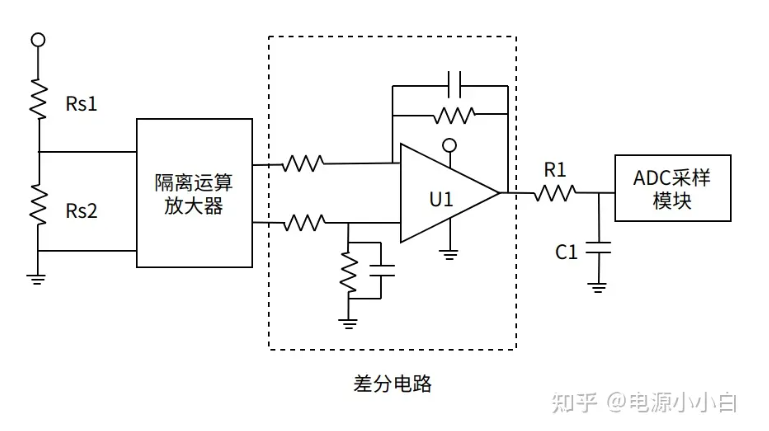 Rs1
Rs2
隔离运算
放大器
U1
R1
C1
ADC采样
模块
差分电路
知乎 @电源小小白